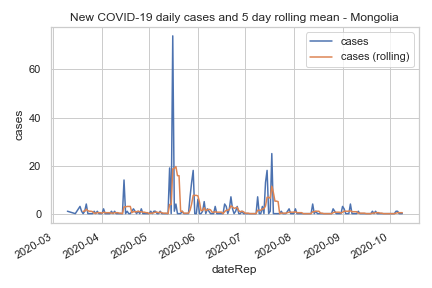 New COVID-19 daily cases and 5 day rolling mean - Mongolia
cases
cases (rolling)
cases
60
40
20
0
2020-03
2020-04
2020-05
2020-06
2020-07
2020-08
2020-09
2020-10
dateRep